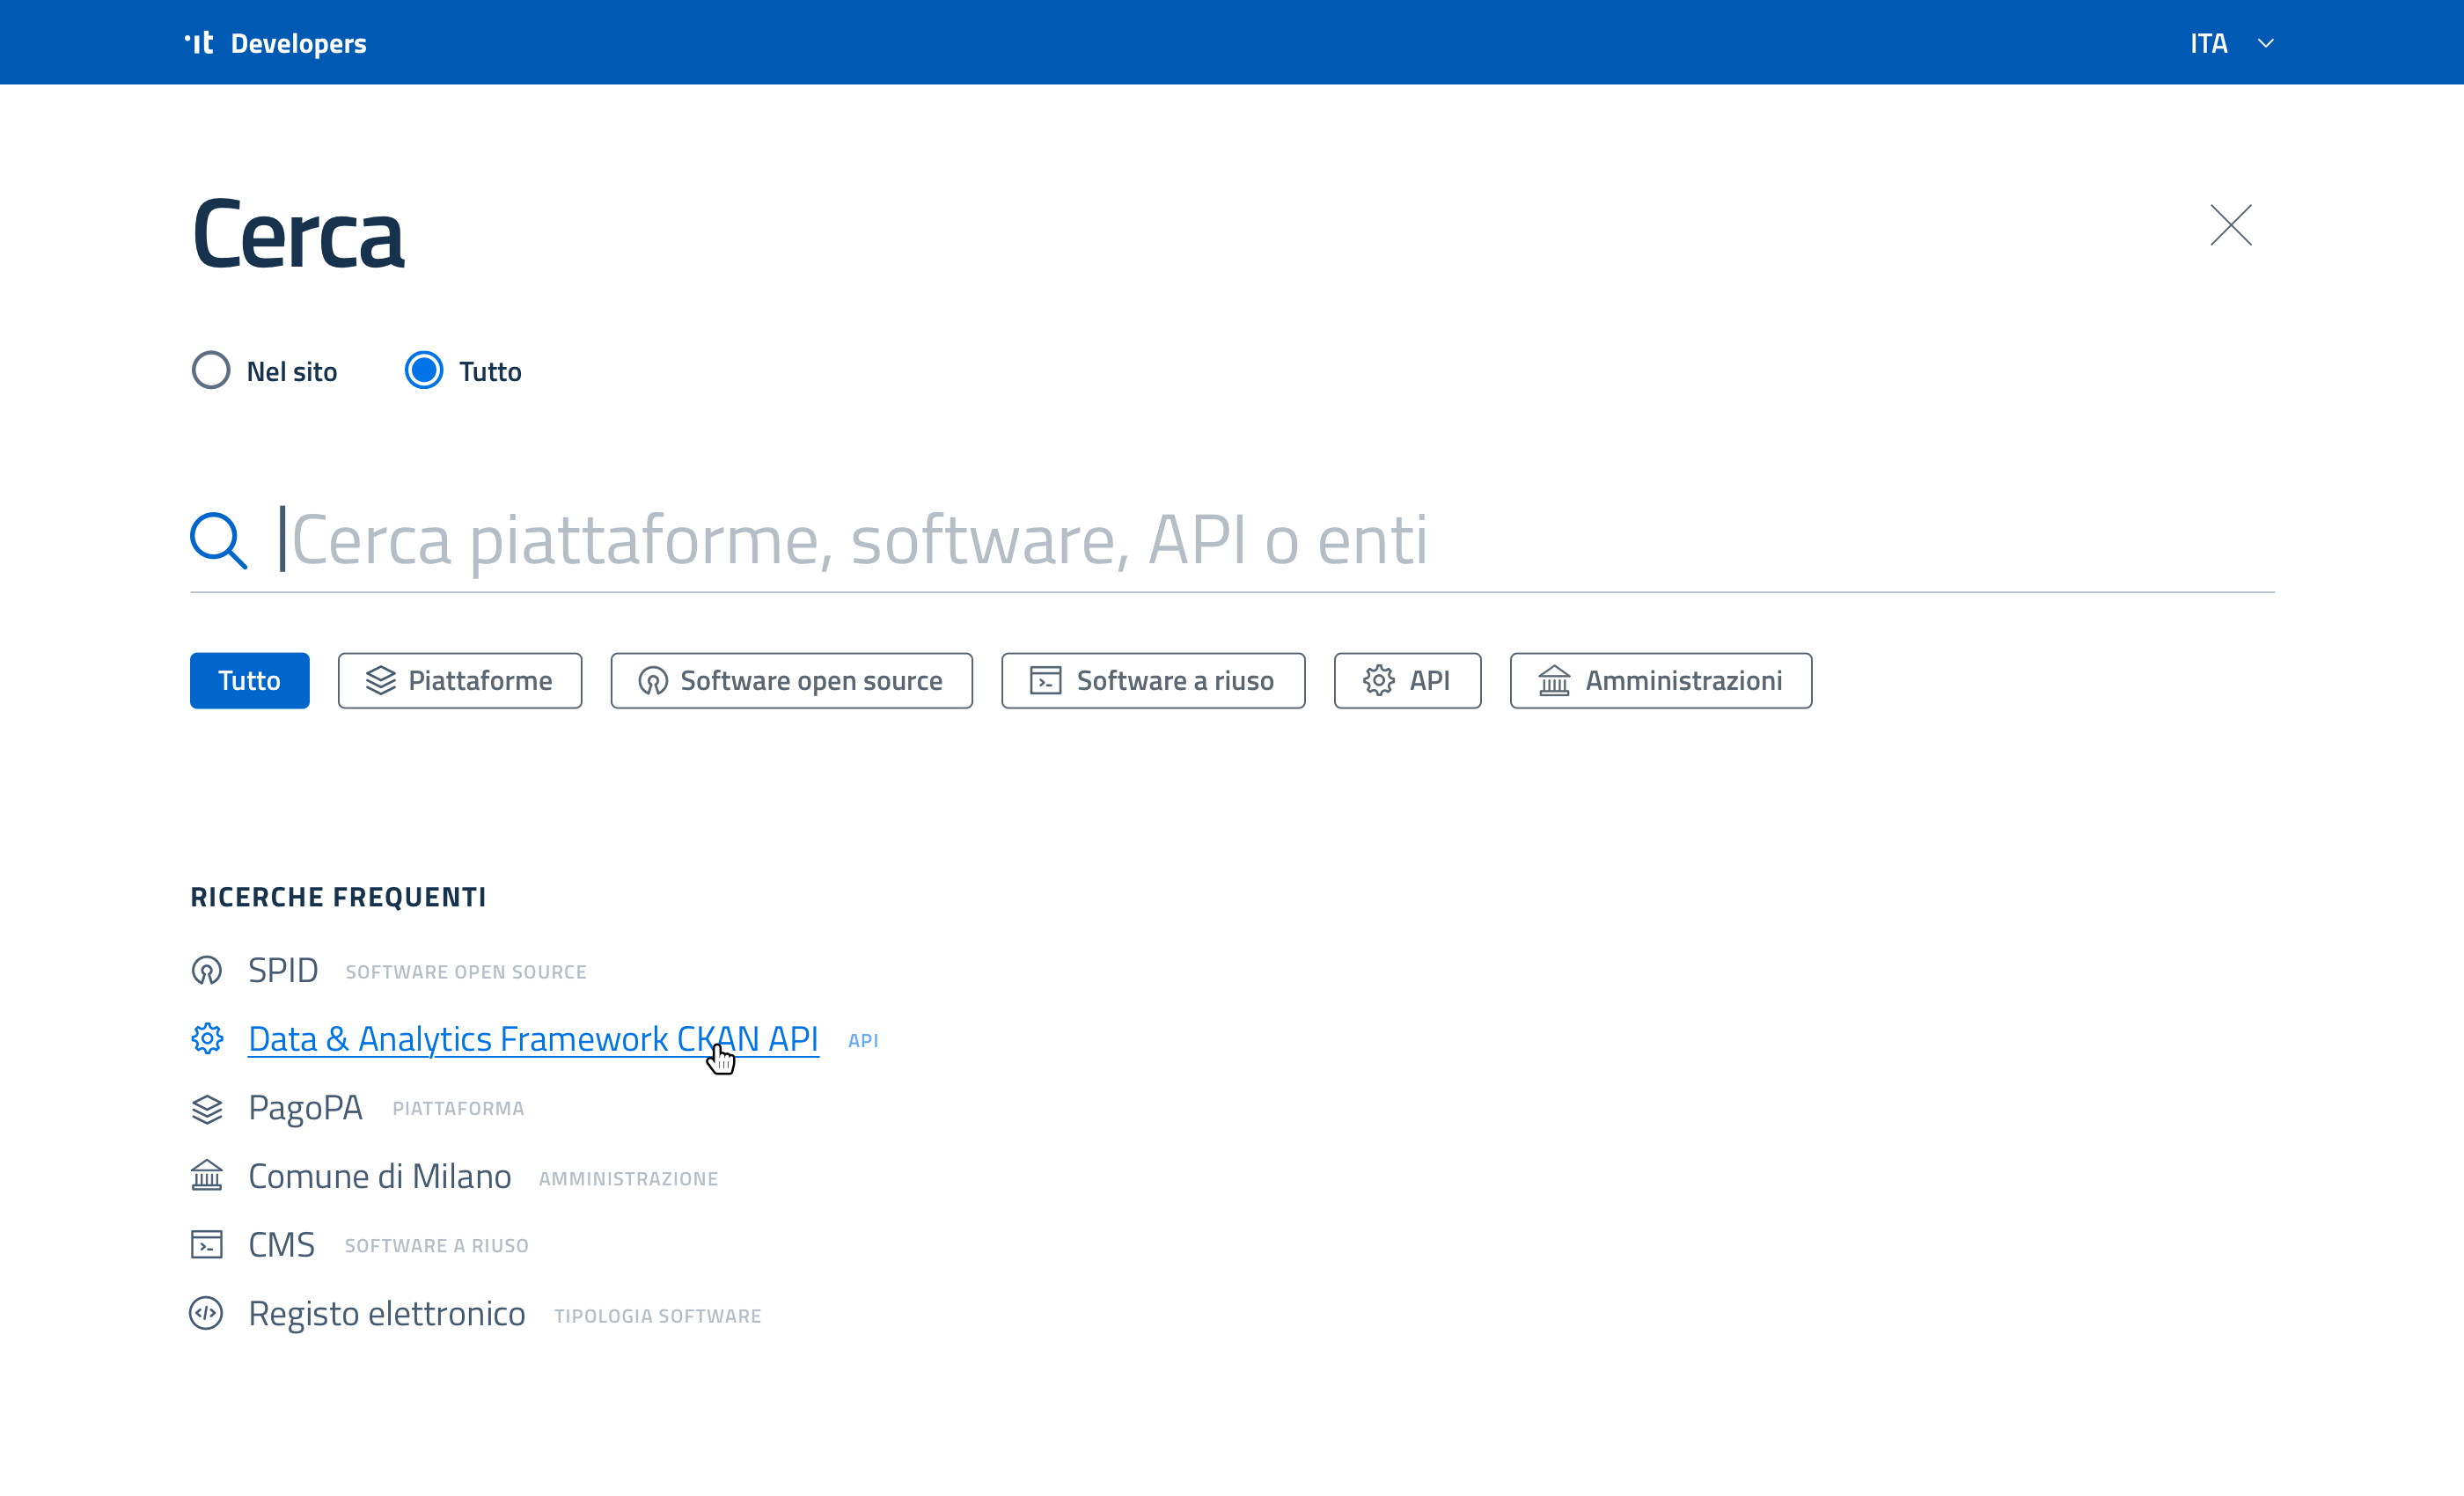 it Developers ITA
Cerca
Nel sito Tutto
Cerca piattaforme, software, API o enti
Tutto Piattaforme Software open source Software a riuso API Amministrazioni
RICERCHE FREQUENTI
SPID SOFTWARE OPEN SOURCE
Data & Analytics Framework CKAN API API
PagoPA PIATTAFORMA
Comune di Milano AMMINISTRAZIONE
CMS SOFTWARE A RIUSO
Registo elettronico TIPOLOGIA SOFTWARE